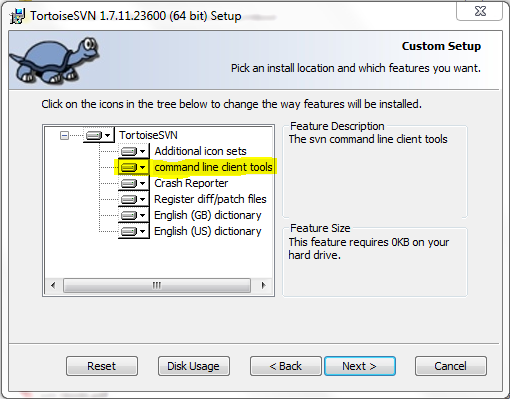 TortoiseSVN 1.7.11.23600 (64 bit) Setup
Custom Setup
Pick an install location and which features you want.
Click on the icons in the tree below to change the way features will be installed.
TortoiseSVN
Additional icon sets
command line client tools
Crash Reporter
Register diff/patch files
English (GB) dictionary
English (US) dictionary
Feature Description
The svn command line client tools
Feature Size
This feature requires 0KB on your
hard drive.
Reset
Disk Usage
< Back
Next >
Cancel